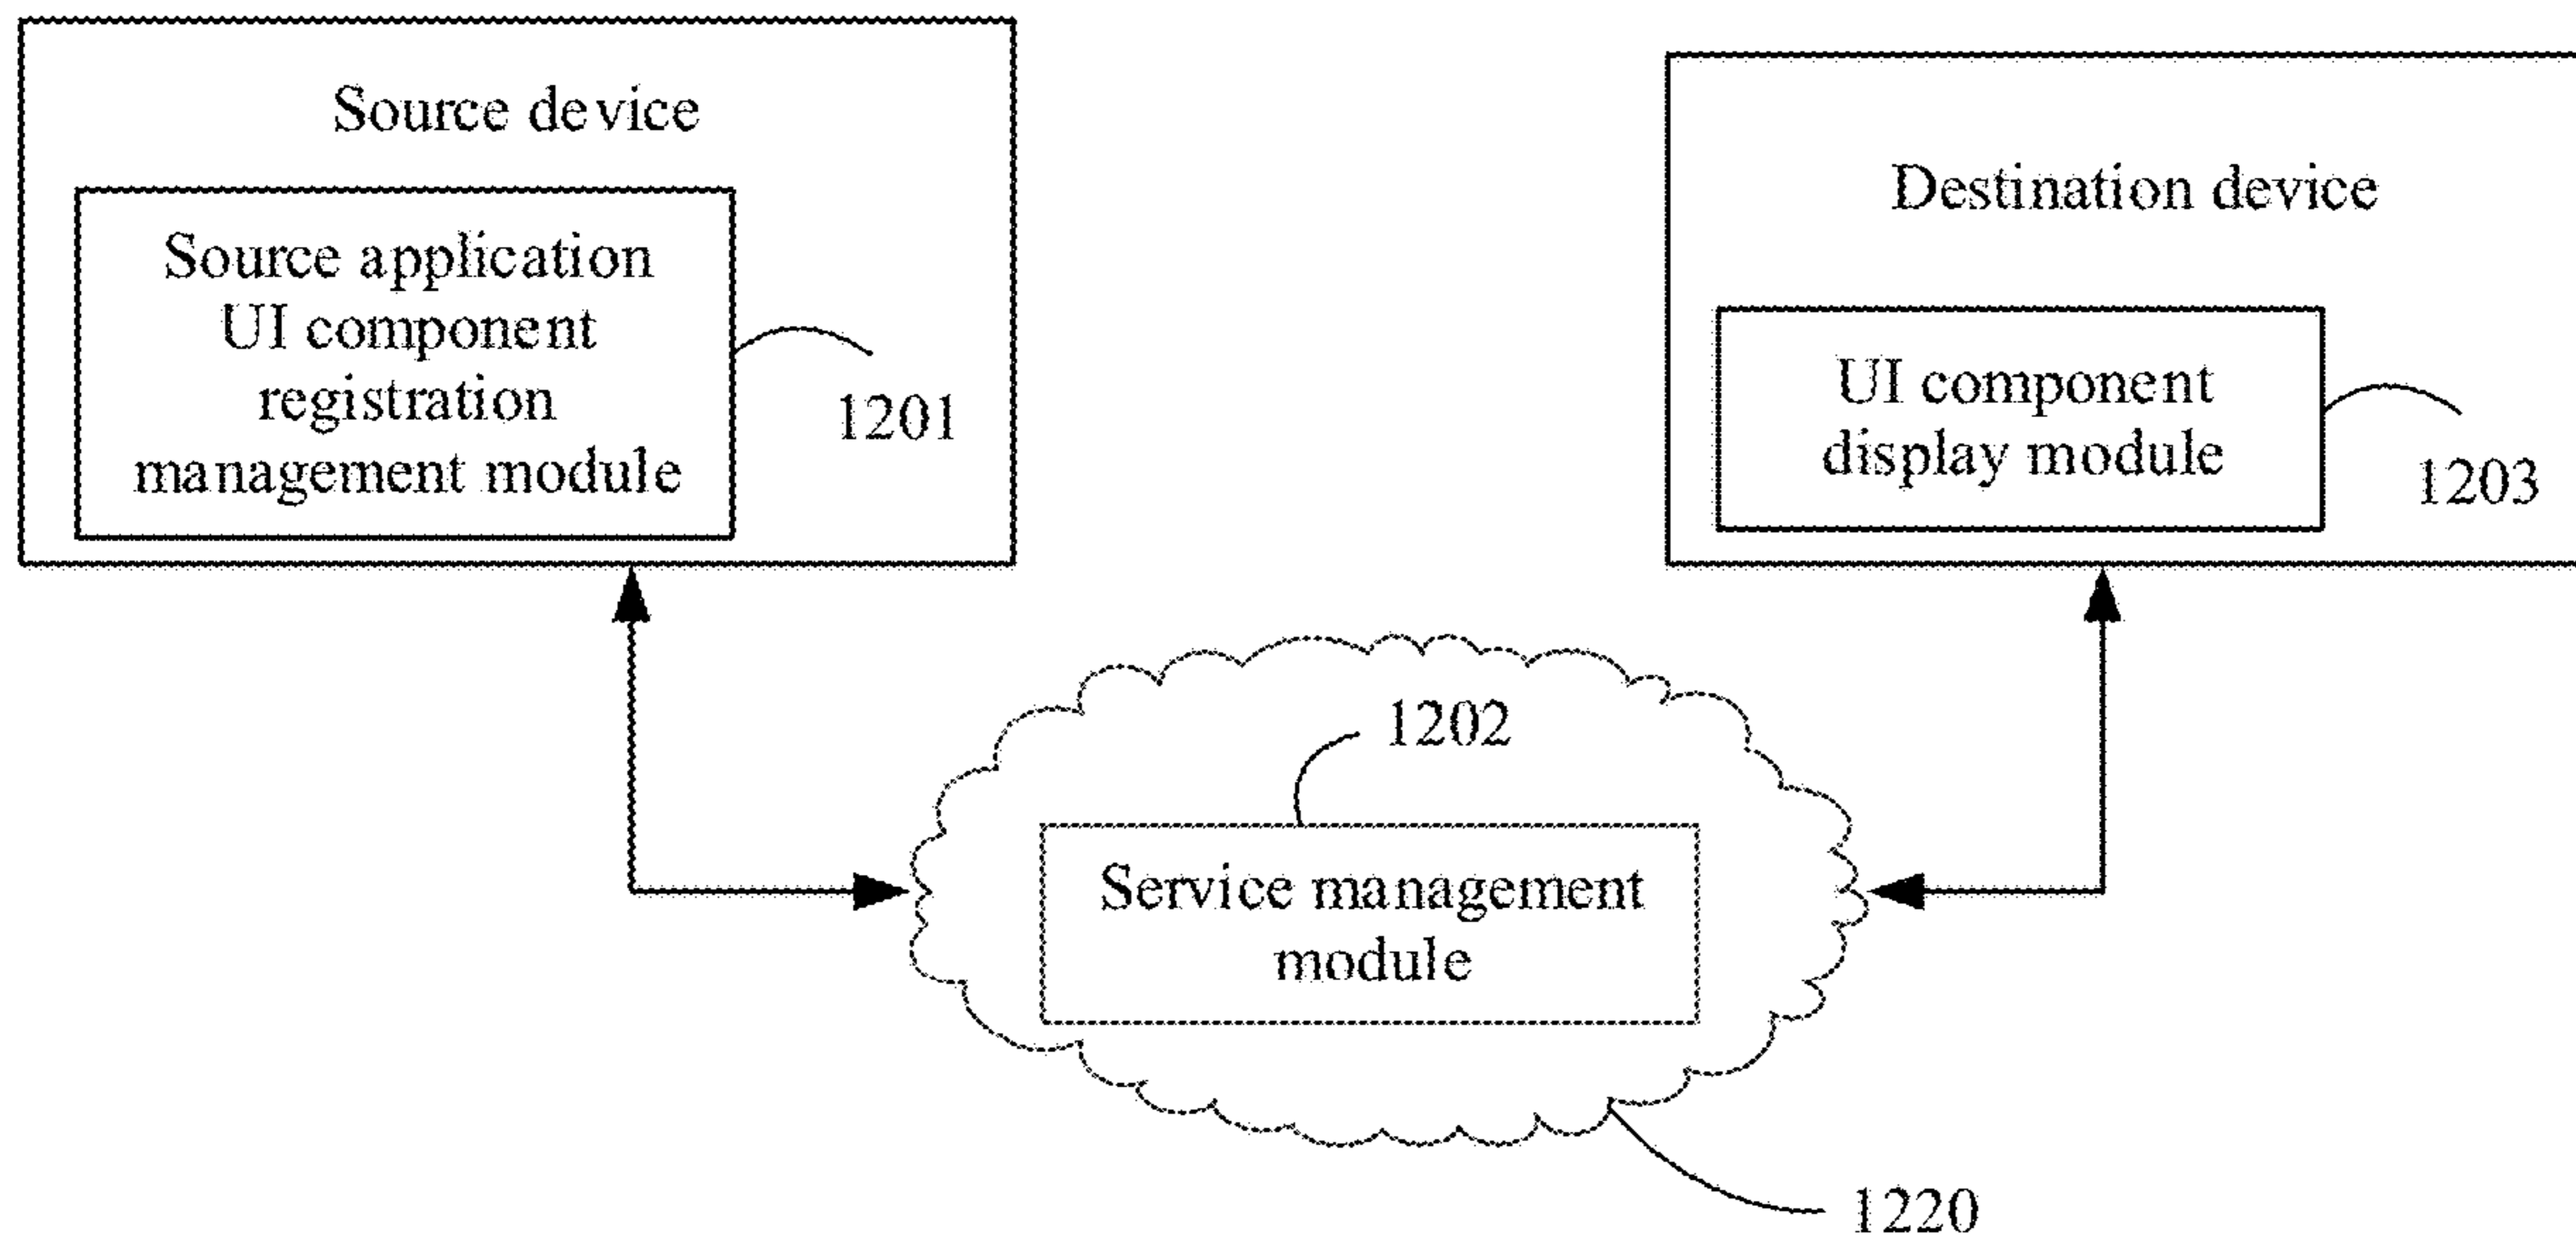 Source device
Source application
UI component
registration
management module
1201
Destination device
UI component
display module
1203
1202
Service management
module
1220